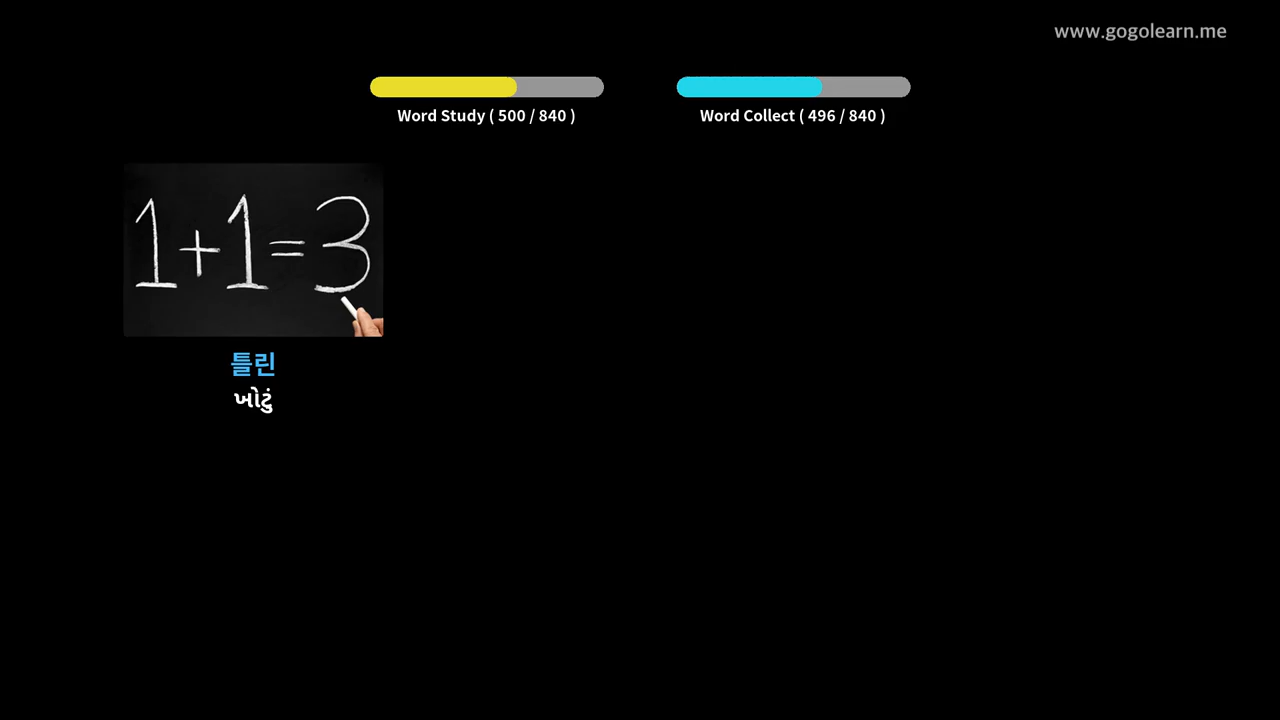 www.gogolearn.me
Word Study ( 500 / 840 )
Word Collect ( 496 / 840 )
1+1=3
틀린
ખોટું